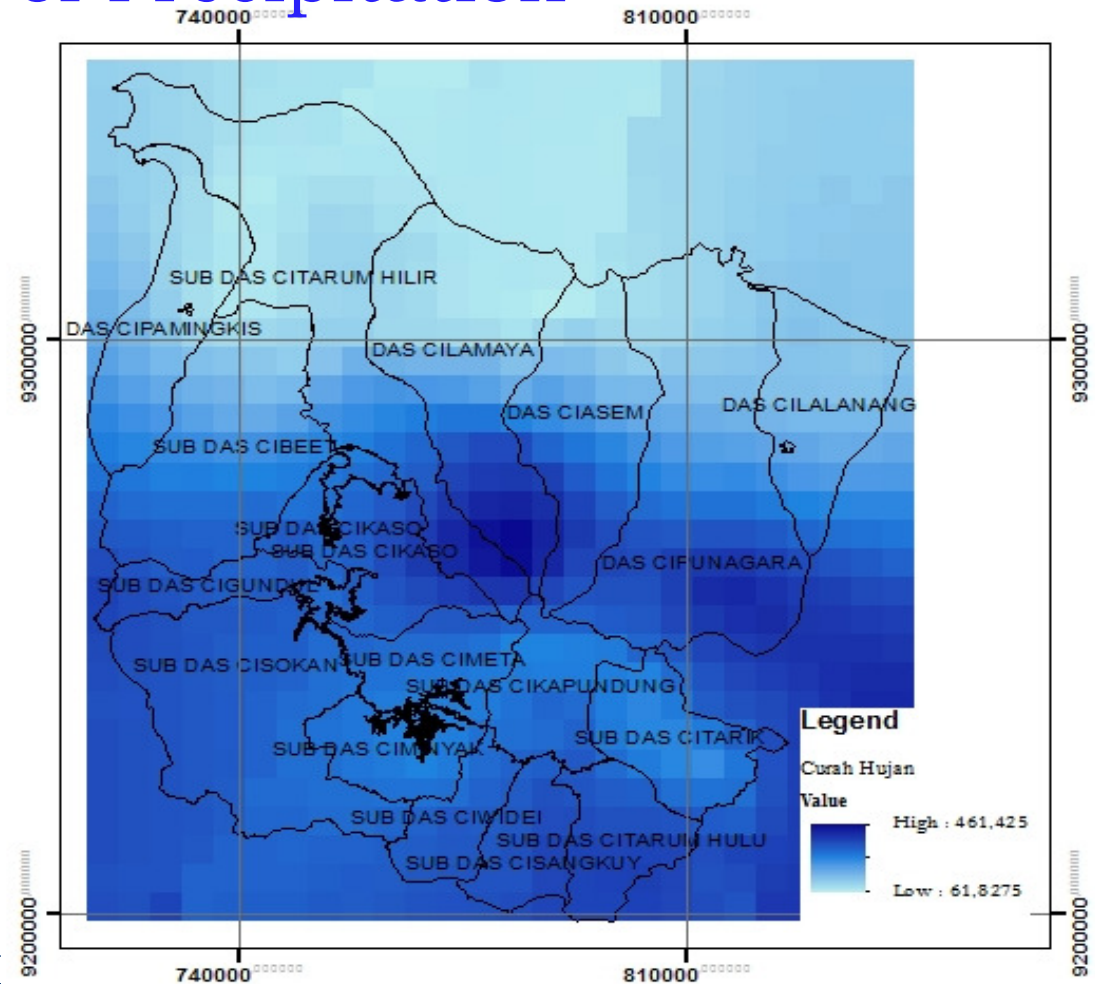 of Precipitation
740000 810000
SUB DAS CITARUM HILIR
DAS CIPAMINGKIS
9300000 9300000
DAS CILAMAYA
DAS CIASEM
DAS CILALANANG
SUB DAS CIBEET
SUB DAS CIKASO
SUB DAS CIKASO
DAS CIPUNAGARA
SUB DAS CIGUNDUL
SUB DAS CISOKAN
SUB DAS CIMETA
SUB DAS CIKAPUNDUNG
SUB DAS CITARIK
SUB DAS CIMINYAK
SUB DAS CIWIDEI
SUB DAS CITARUM HULU
SUB DAS CISANGKUY
Legend
Curah Hujan
Value
High : 461,425
Low : 61,8275
9200000 9200000
740000 810000